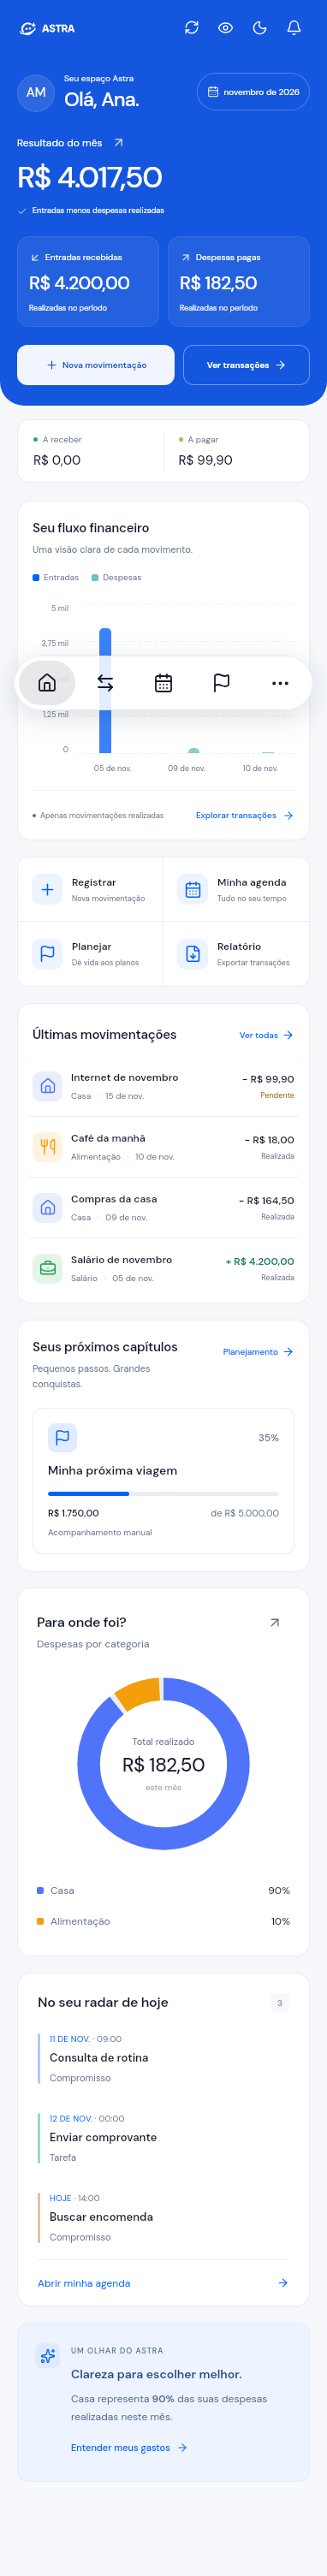 ASTRA
AM
Seu espaço Astra
Olá, Ana.
novembro de 2026
Resultado do mês
R$ 4.017,50
Entradas menos despesas realizadas
Entradas recebidas
R$ 4.200,00
Realizadas no período
Despesas pagas
R$ 182,50
Realizadas no período
Nova movimentação
Ver transações
A receber
R$ 0,00
A pagar
R$ 99,90
Seu fluxo financeiro
Uma visão clara de cada movimento.
Entradas
Despesas
5 mil
3,75 mil
1,25 mil
0
05 de nov.
09 de nov.
10 de nov.
Apenas movimentações realizadas
Explorar transações
Registrar
Nova movimentação
Minha agenda
Tudo no seu tempo
Planejar
Dê vida aos planos
Relatório
Exportar transações
Últimas movimentações
Ver todas
Internet de novembro
− R$ 99,90
Casa · 15 de nov.
Pendente
Café da manhã
− R$ 18,00
Alimentação · 10 de nov.
Realizada
Compras da casa
− R$ 164,50
Casa · 09 de nov.
Realizada
Salário de novembro
+ R$ 4.200,00
Salário · 05 de nov.
Realizada
Seus próximos capítulos
Planejamento
Pequenos passos. Grandes
conquistas.
35%
Minha próxima viagem
R$ 1.750,00
de R$ 5.000,00
Acompanhamento manual
Para onde foi?
Despesas por categoria
Total realizado
R$ 182,50
este mês
Casa
90%
Alimentação
10%
No seu radar de hoje
3
11 DE NOV. · 09:00
Consulta de rotina
Compromisso
12 DE NOV. · 00:00
Enviar comprovante
Tarefa
HOJE · 14:00
Buscar encomenda
Compromisso
Abrir minha agenda
UM OLHAR DO ASTRA
Clareza para escolher melhor.
Casa representa 90% das suas despesas
realizadas neste mês.
Entender meus gastos